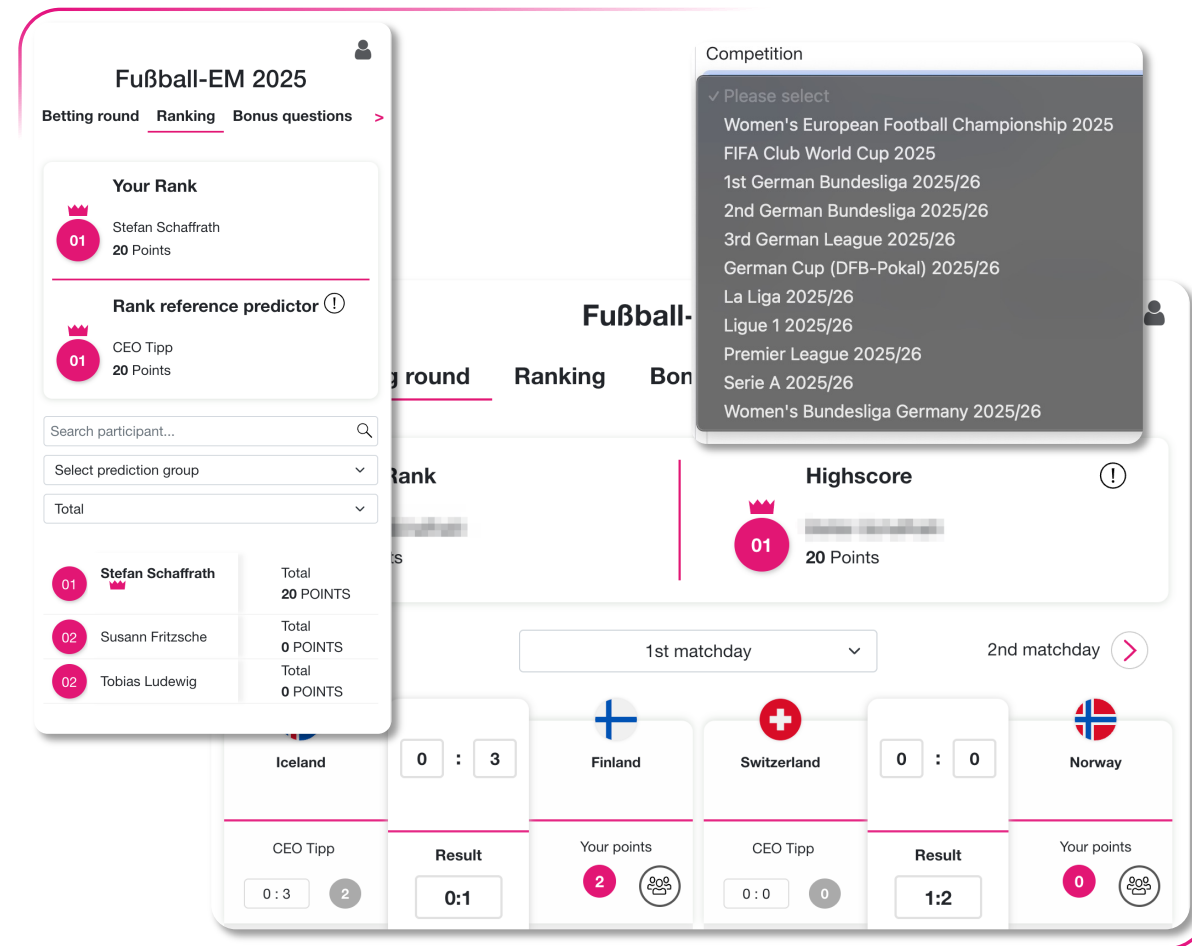 Fußball-EM 2025
Betting round Ranking Bonus questions >
Your Rank
01
Stefan Schaffrath
20 Points
Rank reference predictor !
01
CEO Tipp
20 Points
Search participant...
Select prediction group
Total
01 Stefan Schaffrath Total
20 POINTS
02 Susann Fritzsche Total
0 POINTS
02 Tobias Ludewig Total
0 POINTS
Competition
✓ Please select
Women's European Football Championship 2025
FIFA Club World Cup 2025
1st German Bundesliga 2025/26
2nd German Bundesliga 2025/26
3rd German League 2025/26
German Cup (DFB-Pokal) 2025/26
La Liga 2025/26
Ligue 1 2025/26
Premier League 2025/26
Serie A 2025/26
Women's Bundesliga Germany 2025/26
Fußball-
round Ranking
Rank
Highscore !
01
20 Points
1st matchday
2nd matchday
Iceland
0 : 3
Finland
CEO Tipp
0 : 3 2
Result
0:1
Your points
2
Switzerland
0 : 0
Norway
CEO Tipp
0 : 0 0
Result
1:2
Your points
0